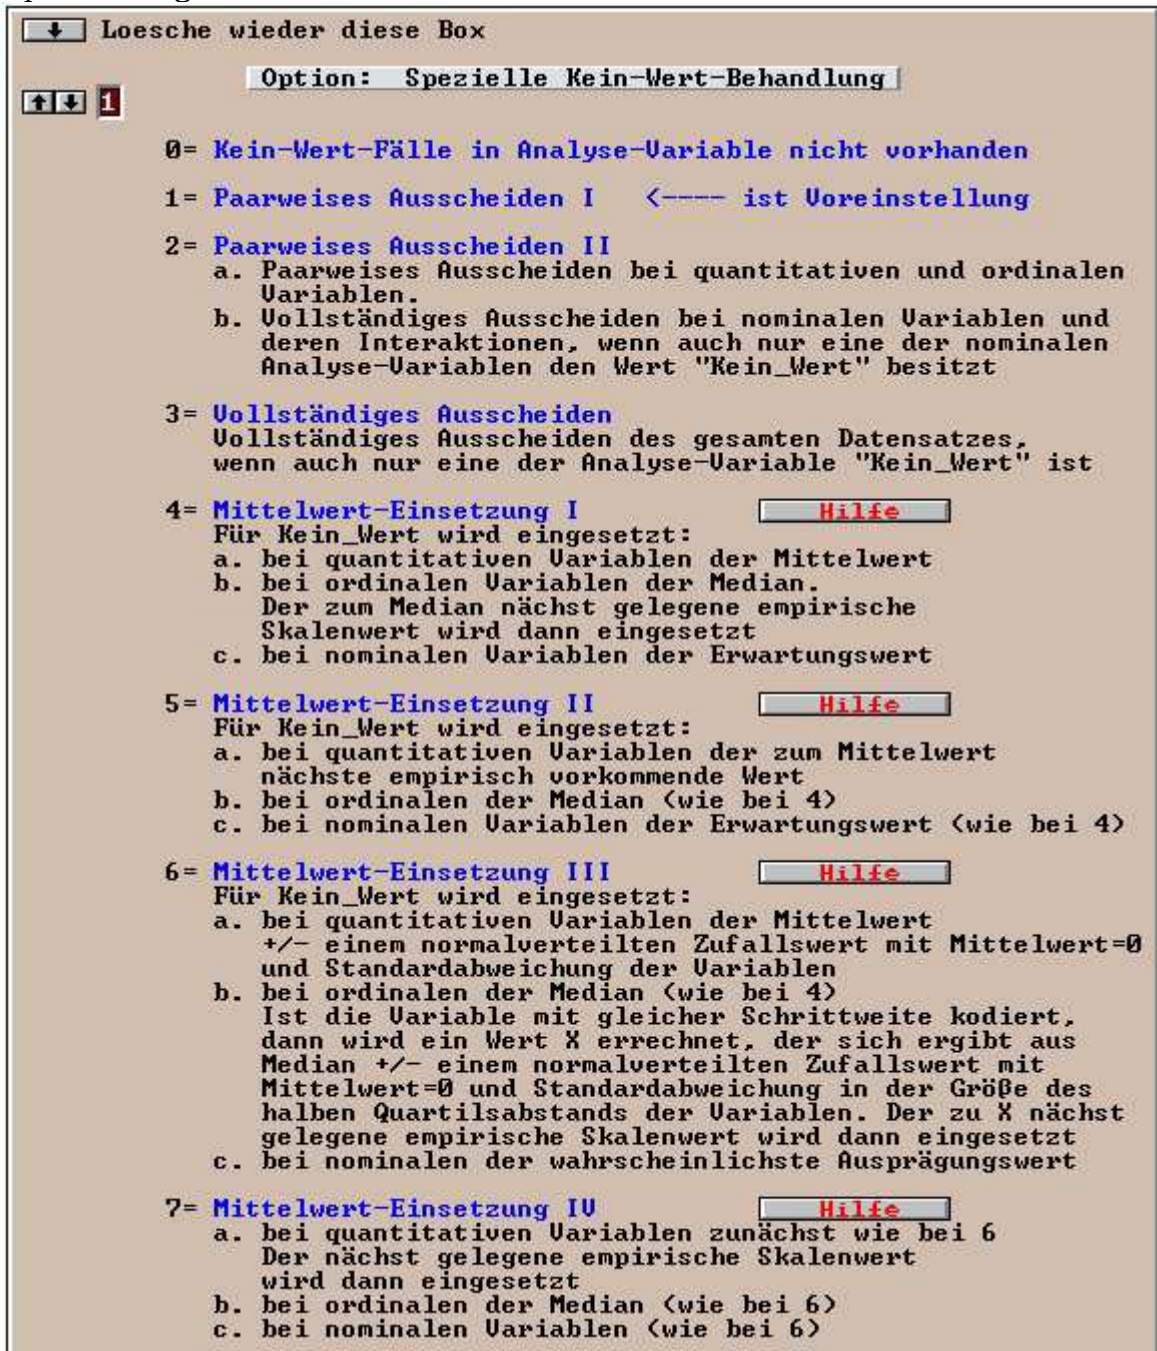 Loesche wieder diese Box
Option: Spezielle Kein-Wert-Behandlung
1
0= Kein-Wert-Fälle in Analyse-Variable nicht vorhanden
1= Paarweises Ausscheiden I <---- ist Voreinstellung
2= Paarweises Ausscheiden II
a. Paarweises Ausscheiden bei quantitativen und ordinalen
Variablen.
b. Vollständiges Ausscheiden bei nominalen Variablen und
deren Interaktionen, wenn auch nur eine der nominalen
Analyse-Variablen den Wert "Kein_Wert" besitzt
3= Vollständiges Ausscheiden
Vollständiges Ausscheiden des gesamten Datensatzes,
wenn auch nur eine der Analyse-Variable "Kein_Wert" ist
4= Mittelwert-Einsetzung I Hilfe
Für Kein_Wert wird eingesetzt:
a. bei quantitativen Variablen der Mittelwert
b. bei ordinalen Variablen der Median.
Der zum Median nächst gelegene empirische
Skalenwert wird dann eingesetzt
c. bei nominalen Variablen der Erwartungswert
5= Mittelwert-Einsetzung II Hilfe
Für Kein_Wert wird eingesetzt:
a. bei quantitativen Variablen der zum Mittelwert
nächste empirisch vorkommende Wert
b. bei ordinalen der Median (wie bei 4)
c. bei nominalen Variablen der Erwartungswert (wie bei 4)
6= Mittelwert-Einsetzung III Hilfe
Für Kein_Wert wird eingesetzt:
a. bei quantitativen Variablen der Mittelwert
+/- einem normalverteilten Zufallswert mit Mittelwert=0
und Standardabweichung der Variablen
b. bei ordinalen der Median (wie bei 4)
Ist die Variable mit gleicher Schrittweite kodiert,
dann wird ein Wert X errechnet, der sich ergibt aus
Median +/- einem normalverteilten Zufallswert mit
Mittelwert=0 und Standardabweichung in der Größe des
halben Quartilsabstands der Variablen. Der zu X nächst
gelegene empirische Skalenwert wird dann eingesetzt
c. bei nominalen der wahrscheinlichste Ausprägungswert
7= Mittelwert-Einsetzung IV Hilfe
a. bei quantitativen Variablen zunächst wie bei 6
Der nächst gelegene empirische Skalenwert
wird dann eingesetzt
b. bei ordinalen der Median (wie bei 6)
c. bei nominalen Variablen (wie bei 6)